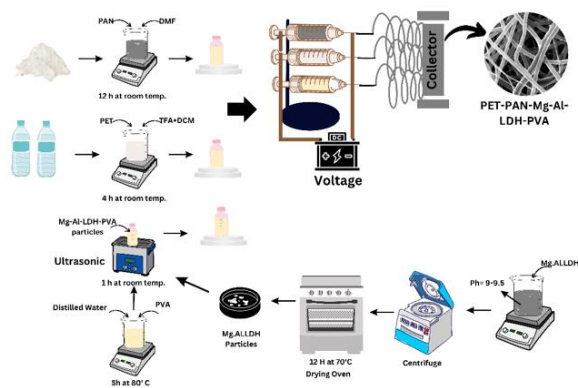 PAN
DMF
12 h at room temp.
PET
TFA+DCM
4 h at room temp.
Collector
DC
Voltage
PET-PAN-Mg-Al-
LDH-PVA
Mg-Al-LDH-PVA
particles
Ultrasonic
1 h at room temp.
Distilled Water
PVA
5h at 80° C
Mg.Al.LDH
Particles
12 H at 70°C
Drying Oven
Centrifuge
Ph= 9-9.5
Mg.Al.LDH